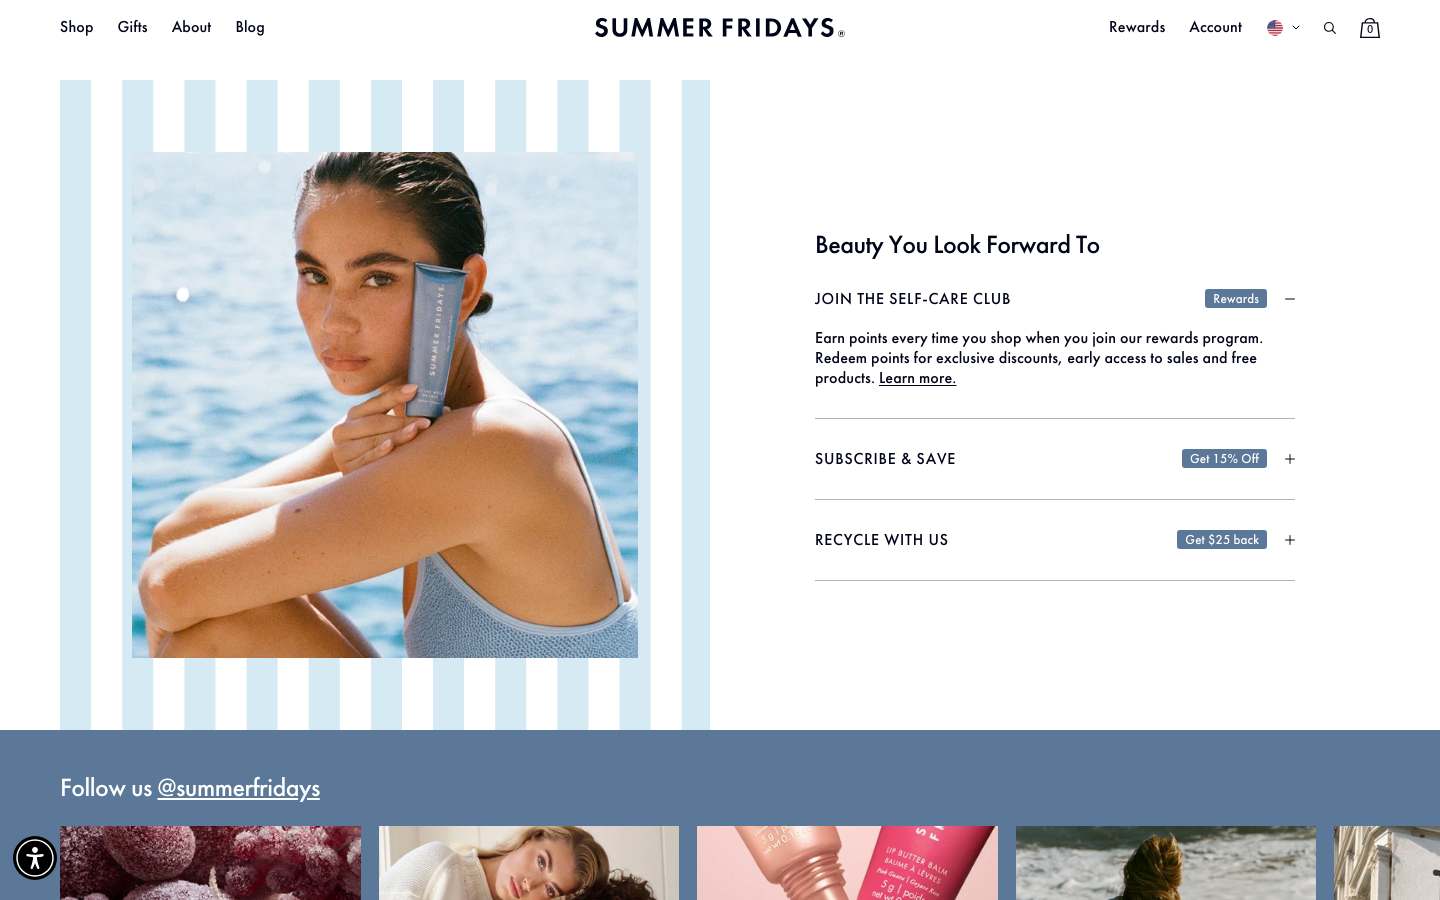 Shop Gifts About Blog
SUMMER FRIDAYS®
Rewards Account
0
SUMMER FRIDAYS
Beauty You Look Forward To
JOIN THE SELF-CARE CLUB
Rewards
Earn points every time you shop when you join our rewards program.
Redeem points for exclusive discounts, early access to sales and free
products. Learn more.
SUBSCRIBE & SAVE
Get 15% Off
RECYCLE WITH US
Get $25 back
Follow us @summerfridays
LIP BUTTER BALM
BAUME À LÈVRES